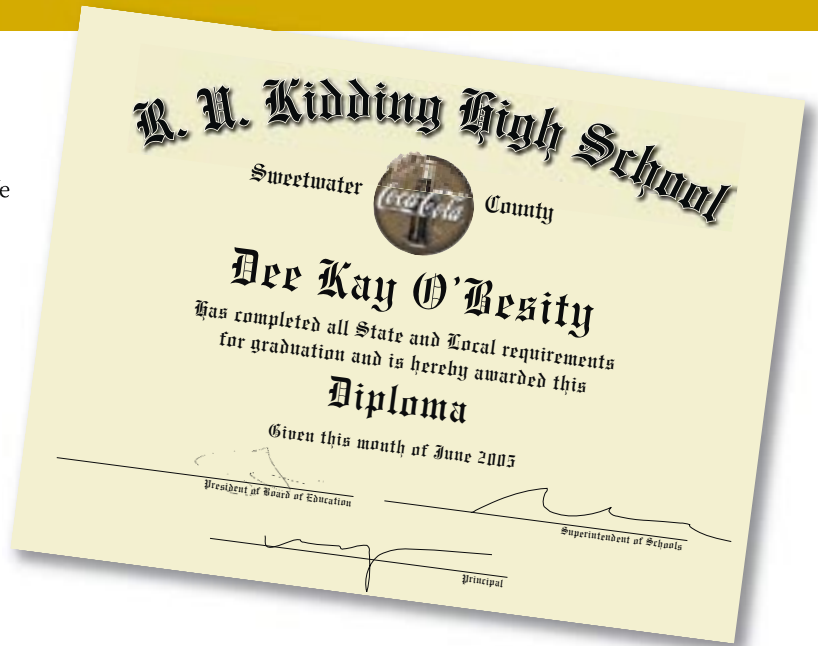 R. U. Kidding High School
Sweetwater
Coca-Cola
County
Dee Kay O'Besity
Has completed all State and Local requirements
for graduation and is hereby awarded this
Diploma
Given this month of June 2005
President of Board of Education
Superintendent of Schools
Principal